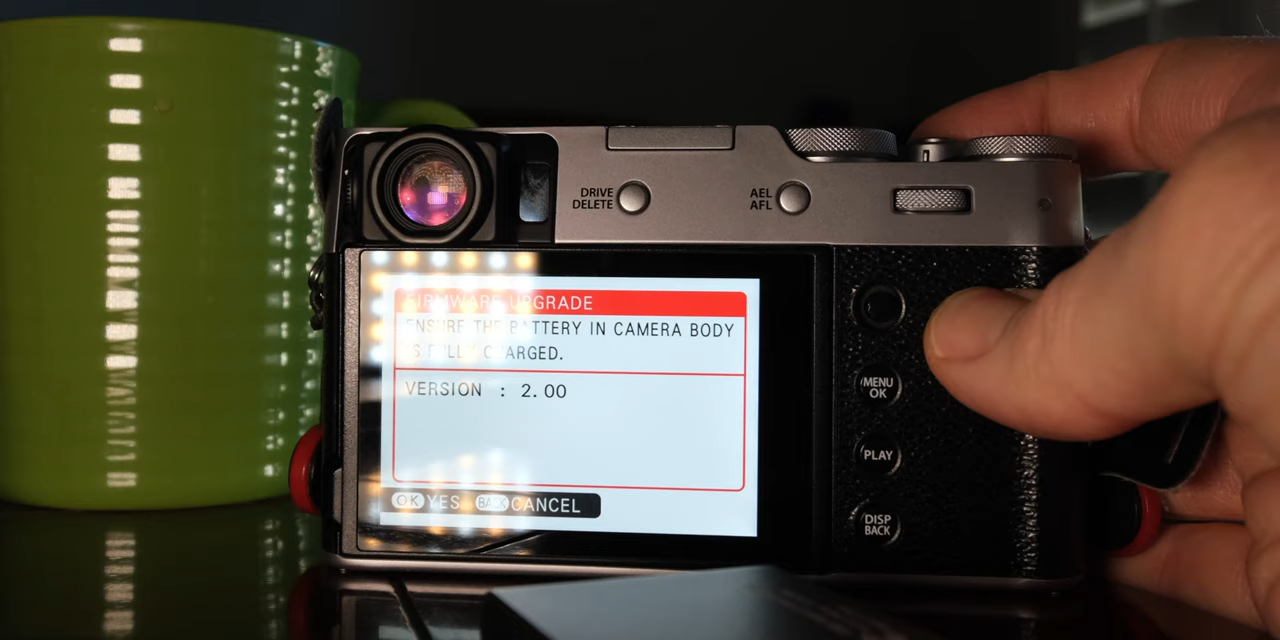 DRIVE
DELETE
AEL
AFL
FIRMWARE UPGRADE
ENSURE THE BATTERY IN CAMERA BODY
IS FULLY CHARGED.
VERSION : 2.00
OK YES BACK CANCEL
MENU
OK
PLAY
DISP
BACK